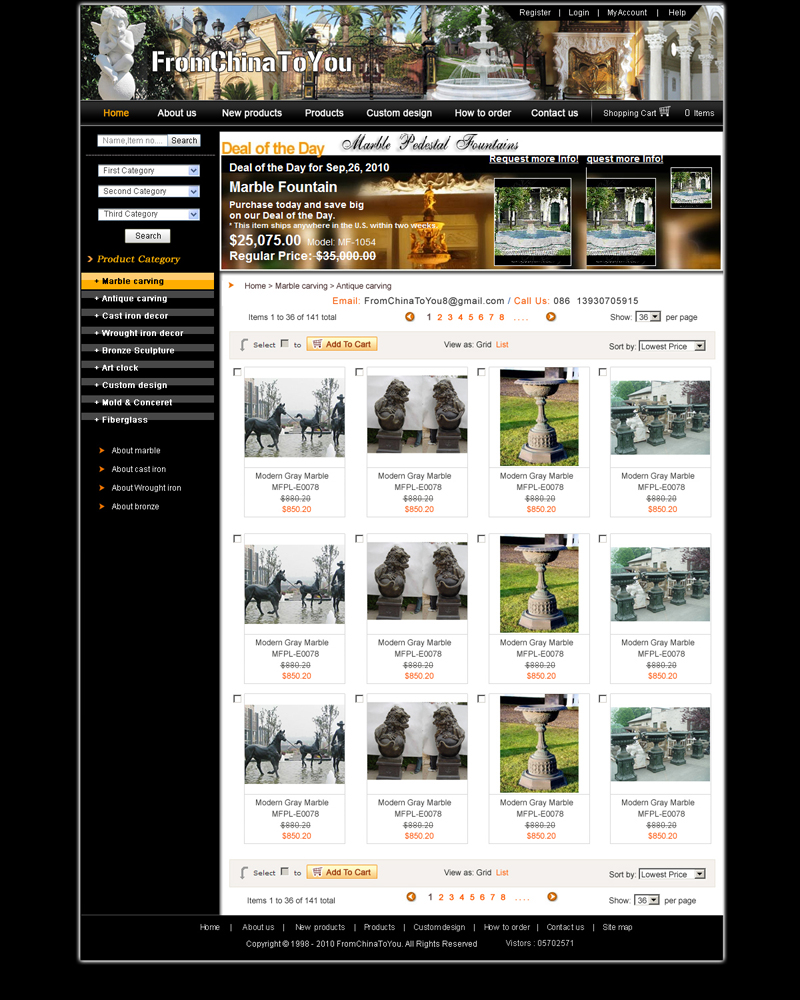 Register | Login | MyAccount | Help
FromChinaToYou
Home About us New products Products Custom design How to order Contact us Shopping Cart 0 Items
Name,Item no.... Search
First Category
Second Category
Third Category
Search
Product Category
+ Marble carving
+ Antique carving
+ Cast iron decor
+ Wrought iron decor
+ Bronze Sculpture
+ Art clock
+ Custom design
+ Mold & Conceret
+ Fiberglass
About marble
About cast iron
About Wrought iron
About bronze
Deal of the Day Marble Pedestal Fountains
Request more Info! quest more Info!
Deal of the Day for Sep,26, 2010
Marble Fountain
Purchase today and save big
on our Deal of the Day.
* This item ships anywhere in the U.S. within two weeks.
$25,075.00 Model: MF-1054
Regular Price: $35,000.00
Home > Marble carving > Antique carving
Email: FromChinaToYou8@gmail.com / Call Us: 086 13930705915
Items 1 to 36 of 141 total 1 2 3 4 5 6 7 8 .... Show: 36 per page
Select to Add To Cart View as: Grid List Sort by: Lowest Price
Modern Gray Marble Modern Gray Marble Modern Gray Marble Modern Gray Marble
MFPL-E0078 MFPL-E0078 MFPL-E0078 MFPL-E0078
$880.20 $880.20 $880.20 $880.20
$850.20 $850.20 $850.20 $850.20
Modern Gray Marble Modern Gray Marble Modern Gray Marble Modern Gray Marble
MFPL-E0078 MFPL-E0078 MFPL-E0078 MFPL-E0078
$880.20 $880.20 $880.20 $880.20
$850.20 $850.20 $850.20 $850.20
Modern Gray Marble Modern Gray Marble Modern Gray Marble Modern Gray Marble
MFPL-E0078 MFPL-E0078 MFPL-E0078 MFPL-E0078
$880.20 $880.20 $880.20 $880.20
$850.20 $850.20 $850.20 $850.20
Select to Add To Cart View as: Grid List Sort by: Lowest Price
Items 1 to 36 of 141 total 1 2 3 4 5 6 7 8 .... Show: 36 per page
Home | About us | New products | Products | Custom design | How to order | Contact us | Site map
Copyright © 1998 - 2010 FromChinaToYou. All Rights Reserved Vistors : 05702571